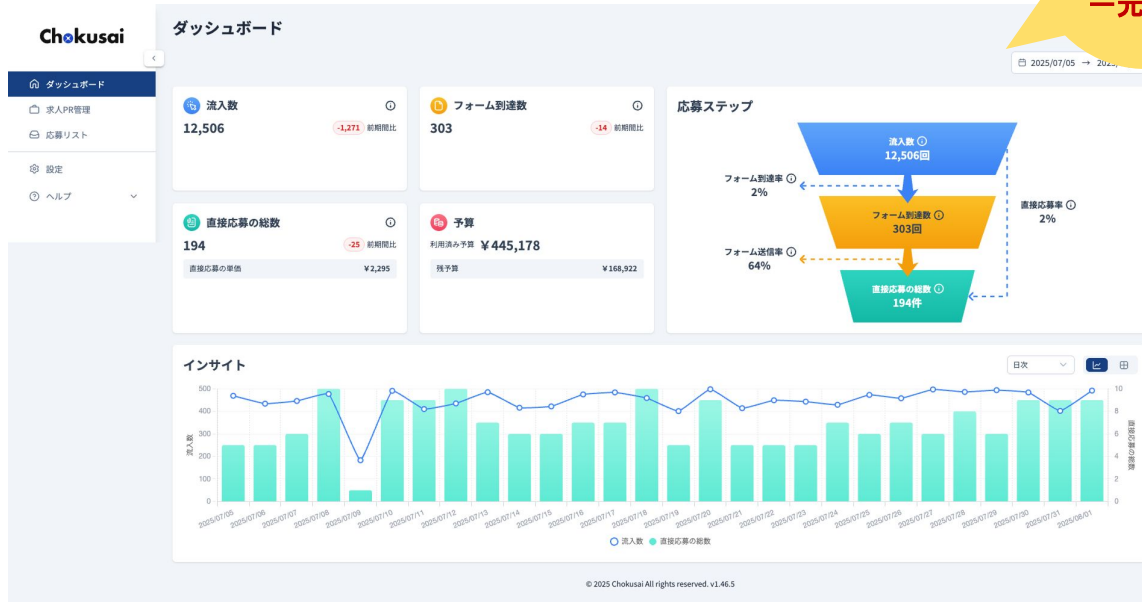 Chokusai
ダッシュボード
求人PR管理
応募リスト
設定
ヘルプ
ダッシュボード
2025/07/05 →
流入数
12,506
-1,271 前期間比
フォーム到達数
303
-14 前期間比
直接応募の総数
194
-25 前期間比
直接応募の単価 ¥2,295
予算
利用済み予算 ¥445,178
残予算 ¥168,922
応募ステップ
流入数
12,506回
フォーム到達率
2%
フォーム到達数
303回
直接応募率
2%
フォーム送信率
64%
直接応募の総数
194件
インサイト
日次
500
400
300
200
100
0
流入数
10
8
6
4
2
0
直接応募の総数
2025/07/05
2025/07/06
2025/07/07
2025/07/08
2025/07/09
2025/07/10
2025/07/11
2025/07/12
2025/07/13
2025/07/14
2025/07/15
2025/07/16
2025/07/17
2025/07/18
2025/07/19
2025/07/20
2025/07/21
2025/07/22
2025/07/23
2025/07/24
2025/07/25
2025/07/26
2025/07/27
2025/07/28
2025/07/29
2025/07/30
2025/07/31
2025/08/01
流入数 直接応募の総数
© 2025 Chokusai All rights reserved. v1.46.5